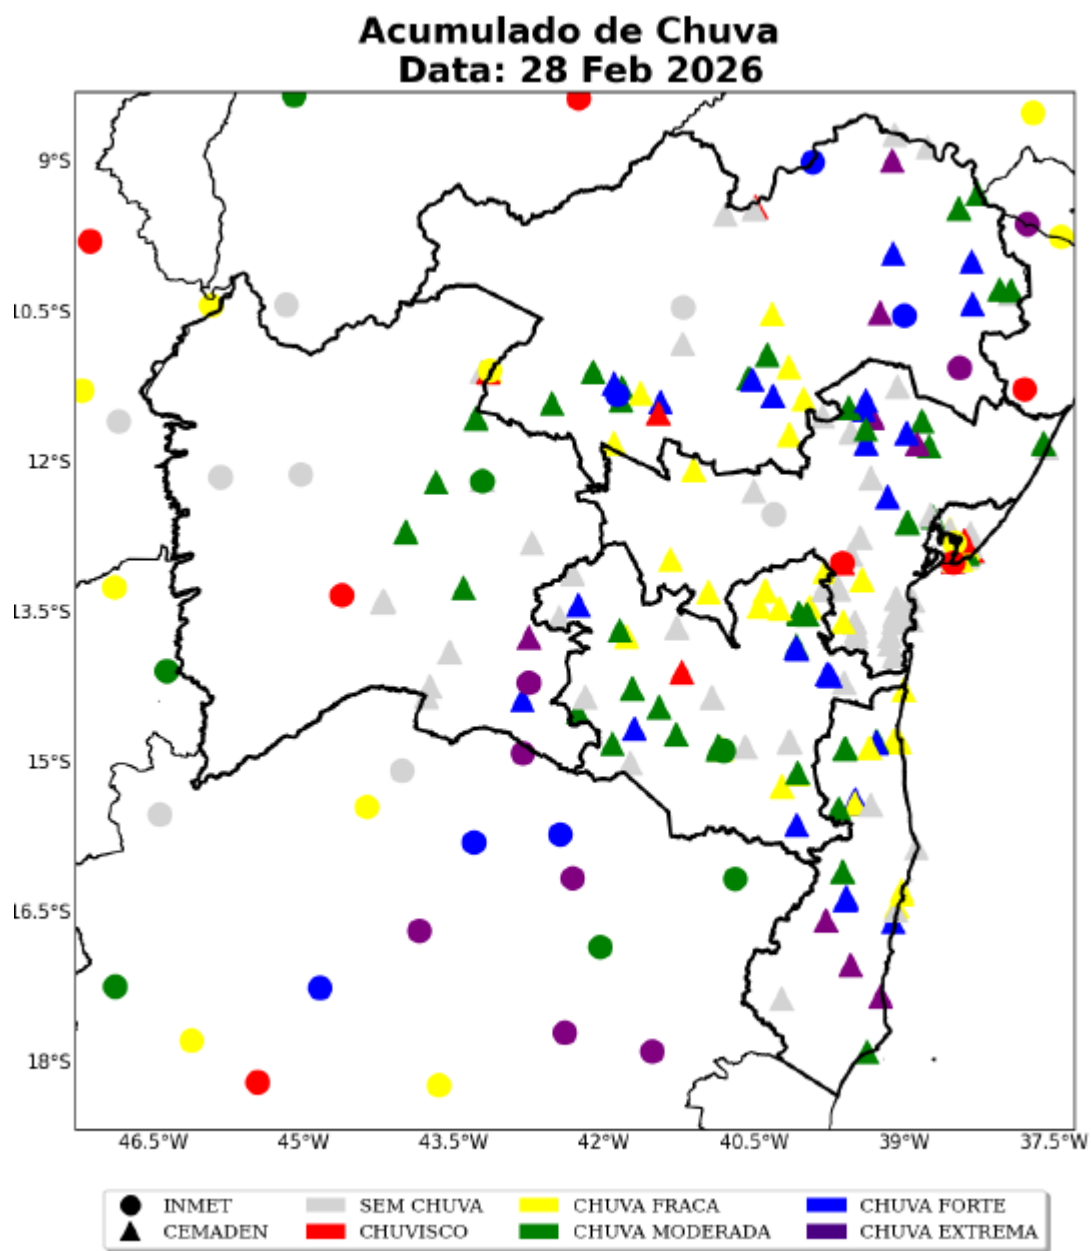 Acumulado de Chuva
Data: 28 Feb 2026
9°S
10.5°S
12°S
13.5°S
15°S
16.5°S
18°S
46.5°W 45°W 43.5°W 42°W 40.5°W 39°W 37.5°W
INMET SEM CHUVA CHUVA FRACA CHUVA FORTE
CEMADEN CHUVISCO CHUVA MODERADA CHUVA EXTREMA